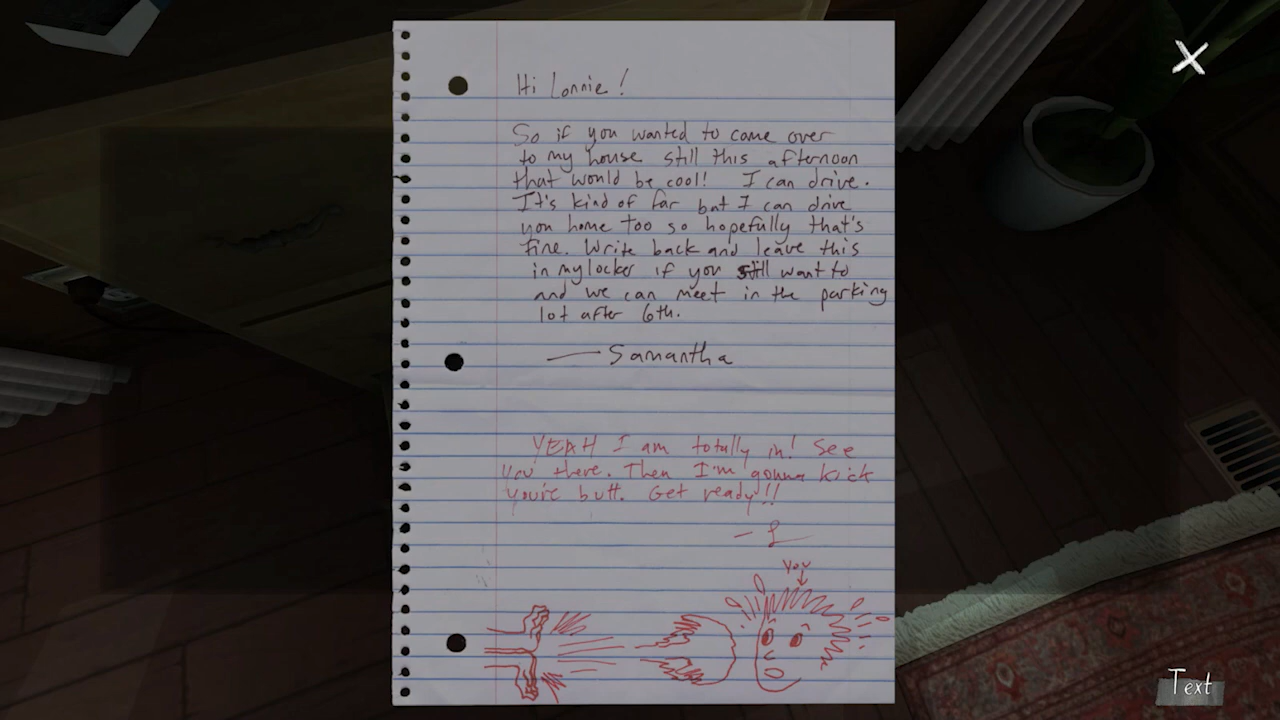 Hi Lonnie!
So if you wanted to come over
to my house still this afternoon
that would be cool! I can drive.
It's kind of far but I can drive
you home too so hopefully that's
fine. Write back and leave this
in my locker if you still want to
and we can meet in the parking
lot after 6th.
— Samantha
YEAH I am totally in! See
you there. Then I'm gonna kick
you're butt. Get ready!!
- L
you
Text